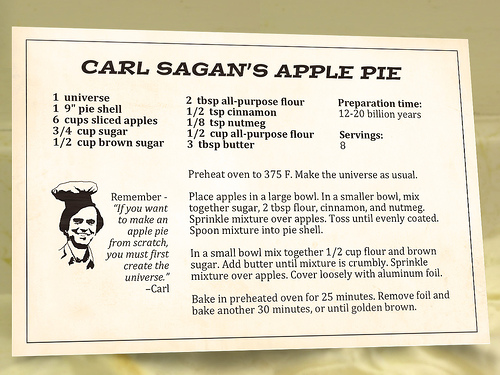 CARL SAGAN'S APPLE PIE
1 universe
1 9" pie shell
6 cups sliced apples
3/4 cup sugar
1/2 cup brown sugar
2 tbsp all-purpose flour
1/2 tsp cinnamon
1/8 tsp nutmeg
1/2 cup all-purpose flour
3 tbsp butter
Preparation time:
12-20 billion years
Servings:
8
Preheat oven to 375 F. Make the universe as usual.
Place apples in a large bowl. In a smaller bowl, mix
together sugar, 2 tbsp flour, cinnamon, and nutmeg.
Sprinkle mixture over apples. Toss until evenly coated.
Spoon mixture into pie shell.
In a small bowl mix together 1/2 cup flour and brown
sugar. Add butter until mixture is crumbly. Sprinkle
mixture over apples. Cover loosely with aluminum foil.
Bake in preheated oven for 25 minutes. Remove foil and
bake another 30 minutes, or until golden brown.
Remember -
"If you want
to make an
apple pie
from scratch,
you must first
create the
universe."
–Carl